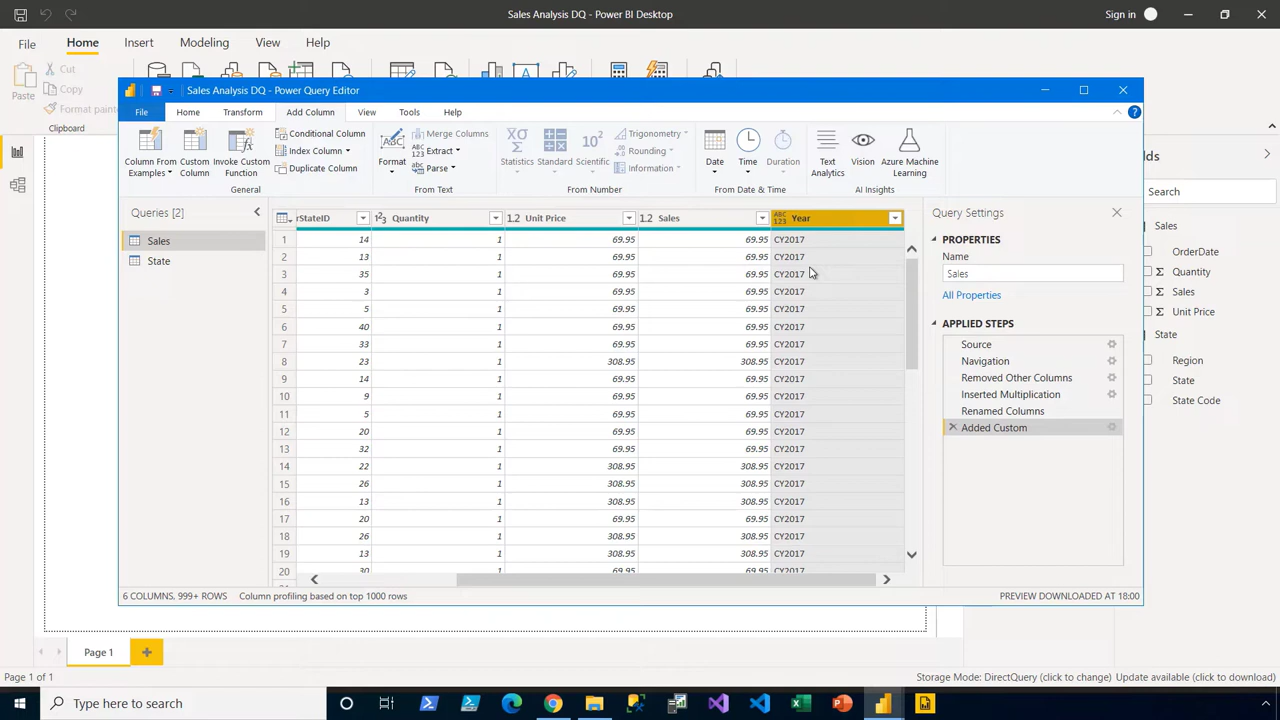 Sales Analysis DQ - Power BI Desktop
Sign in
File
Home
Insert
Modeling
View
Help
Paste
Cut
Copy
Format paint
Clipboard
Sales Analysis DQ - Power Query Editor
File
Home
Transform
Add Column
View
Tools
Help
Column From
Examples
Custom
Column
Invoke Custom
Function
Conditional Column
Index Column
Duplicate Column
General
Format
Merge Columns
Extract
Parse
From Text
Statistics
Standard
Scientific
Trigonometry
Rounding
Information
From Number
Date
Time
Duration
From Date & Time
Text
Analytics
Vision
Azure Machine
Learning
AI Insights
Queries [2]
Sales
State
rStateID
Quantity
Unit Price
Sales
Year
1 14 1 69.95 69.95 CY2017
2 13 1 69.95 69.95 CY2017
3 35 1 69.95 69.95 CY2017
4 3 1 69.95 69.95 CY2017
5 5 1 69.95 69.95 CY2017
6 40 1 69.95 69.95 CY2017
7 33 1 69.95 69.95 CY2017
8 23 1 308.95 308.95 CY2017
9 14 1 69.95 69.95 CY2017
10 9 1 69.95 69.95 CY2017
11 5 1 69.95 69.95 CY2017
12 20 1 69.95 69.95 CY2017
13 32 1 69.95 69.95 CY2017
14 22 1 308.95 308.95 CY2017
15 26 1 308.95 308.95 CY2017
16 13 1 308.95 308.95 CY2017
17 20 1 69.95 69.95 CY2017
18 26 1 308.95 308.95 CY2017
19 13 1 308.95 308.95 CY2017
20 30 1 69.95 69.95 CY2017
Query Settings
PROPERTIES
Name
Sales
All Properties
APPLIED STEPS
Source
Navigation
Removed Other Columns
Inserted Multiplication
Renamed Columns
Added Custom
6 COLUMNS, 999+ ROWS
Column profiling based on top 1000 rows
PREVIEW DOWNLOADED AT 18:00
lds
Search
Sales
OrderDate
Quantity
Sales
Unit Price
State
Region
State
State Code
Page 1
Page 1 of 1
Storage Mode: DirectQuery (click to change)
Update available (click to download)
Type here to search